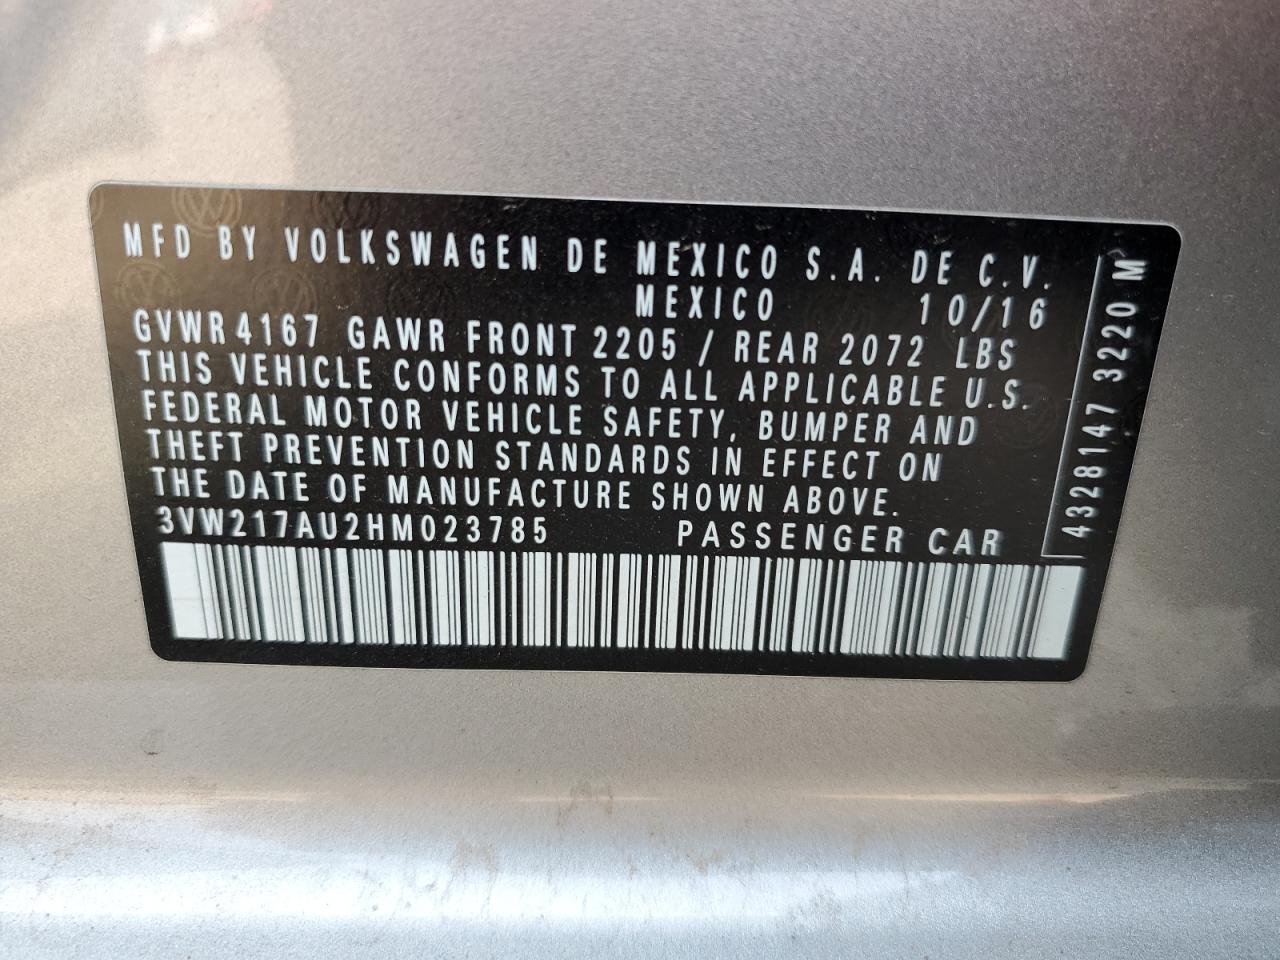 MFD BY VOLKSWAGEN DE MEXICO S.A. DE C.V.
MEXICO 10/16
GVWR 4167 GAWR FRONT 2205 / REAR 2072 LBS
THIS VEHICLE CONFORMS TO ALL APPLICABLE U.S.
FEDERAL MOTOR VEHICLE SAFETY, BUMPER AND
THEFT PREVENTION STANDARDS IN EFFECT ON
THE DATE OF MANUFACTURE SHOWN ABOVE.
3VW217AU2HM023785 PASSENGER CAR
4328147 3220 M